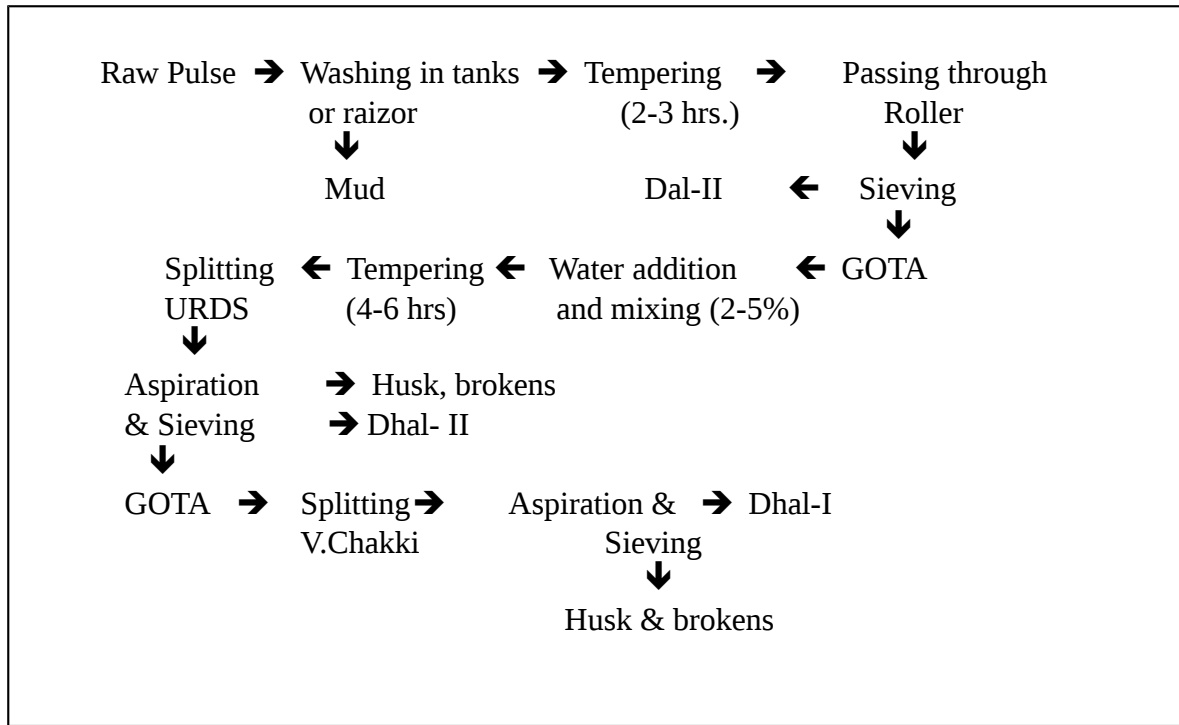 Raw Pulse ➔ Washing in tanks ➔ Tempering ➔ Passing through
or raizor (2-3 hrs.) Roller
Mud Dal-II ← Sieving
Splitting ← Tempering ← Water addition ← GOTA
URDS (4-6 hrs) and mixing (2-5%)
Aspiration ➔ Husk, brokens
& Sieving ➔ Dhal- II
GOTA ➔ Splitting ➔ Aspiration & ➔ Dhal-I
V.Chakki Sieving
Husk & brokens